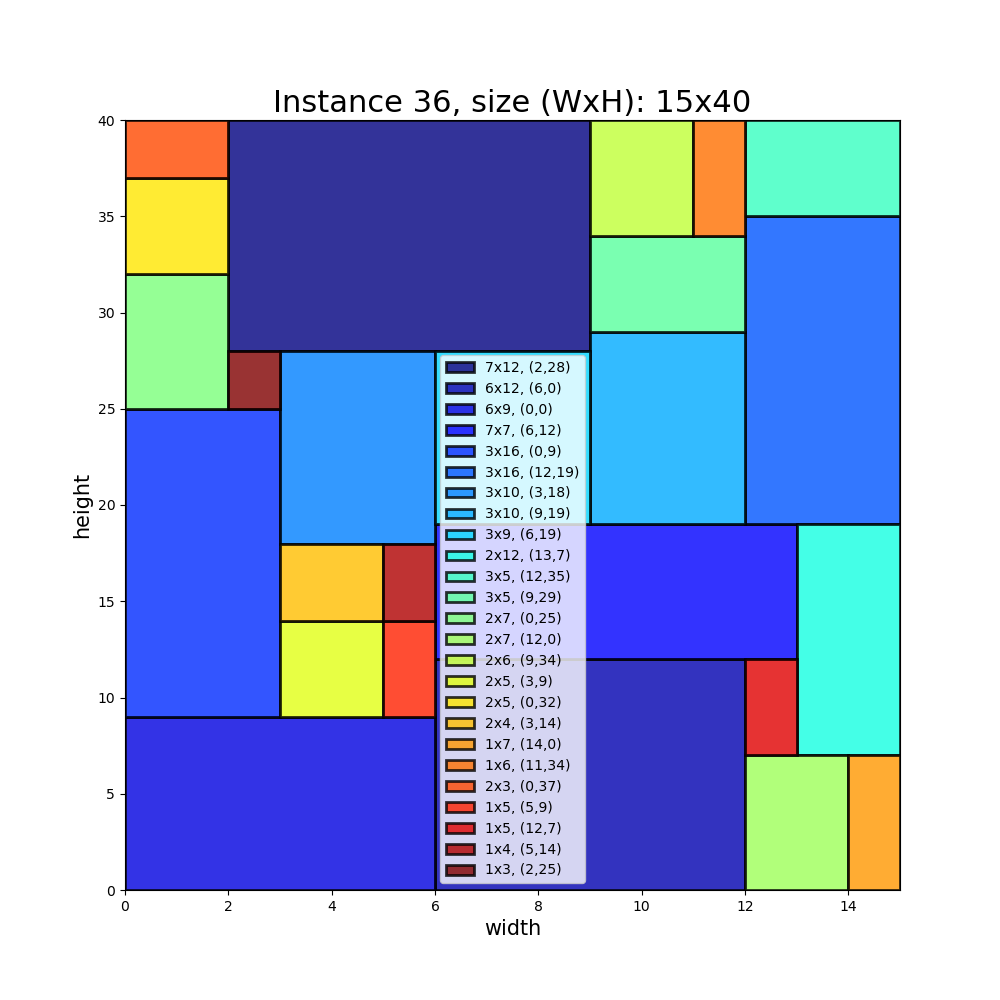 Instance 36, size (WxH): 15x40
40
35
30
25
20
15
10
5
0
height
7x12, (2,28)
6x12, (6,0)
6x9, (0,0)
7x7, (6,12)
3x16, (0,9)
3x16, (12,19)
3x10, (3,18)
3x10, (9,19)
3x9, (6,19)
2x12, (13,7)
3x5, (12,35)
3x5, (9,29)
2x7, (0,25)
2x7, (12,0)
2x6, (9,34)
2x5, (3,9)
2x5, (0,32)
2x4, (3,14)
1x7, (14,0)
1x6, (11,34)
2x3, (0,37)
1x5, (5,9)
1x5, (12,7)
1x4, (5,14)
1x3, (2,25)
0 2 4 6 8 10 12 14
width